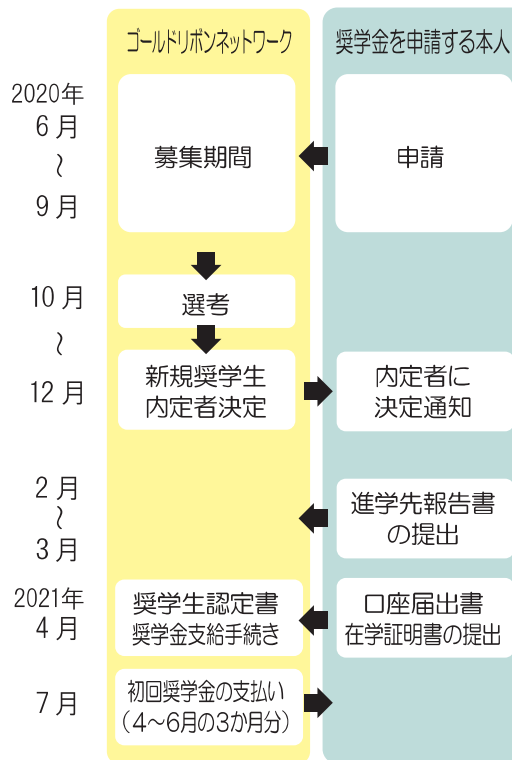 ゴールドリボンネットワーク
奨学金を申請する本人
2020年
6月
〜
9月
募集期間
申請
10月
〜
12月
選考
新規奨学生
内定者決定
内定者に
決定通知
2月
〜
3月
進学先報告書
の提出
2021年
4月
奨学生認定書
奨学金支給手続き
口座届出書
在学証明書の提出
7月
初回奨学金の支払い
（4〜6月の3か月分）